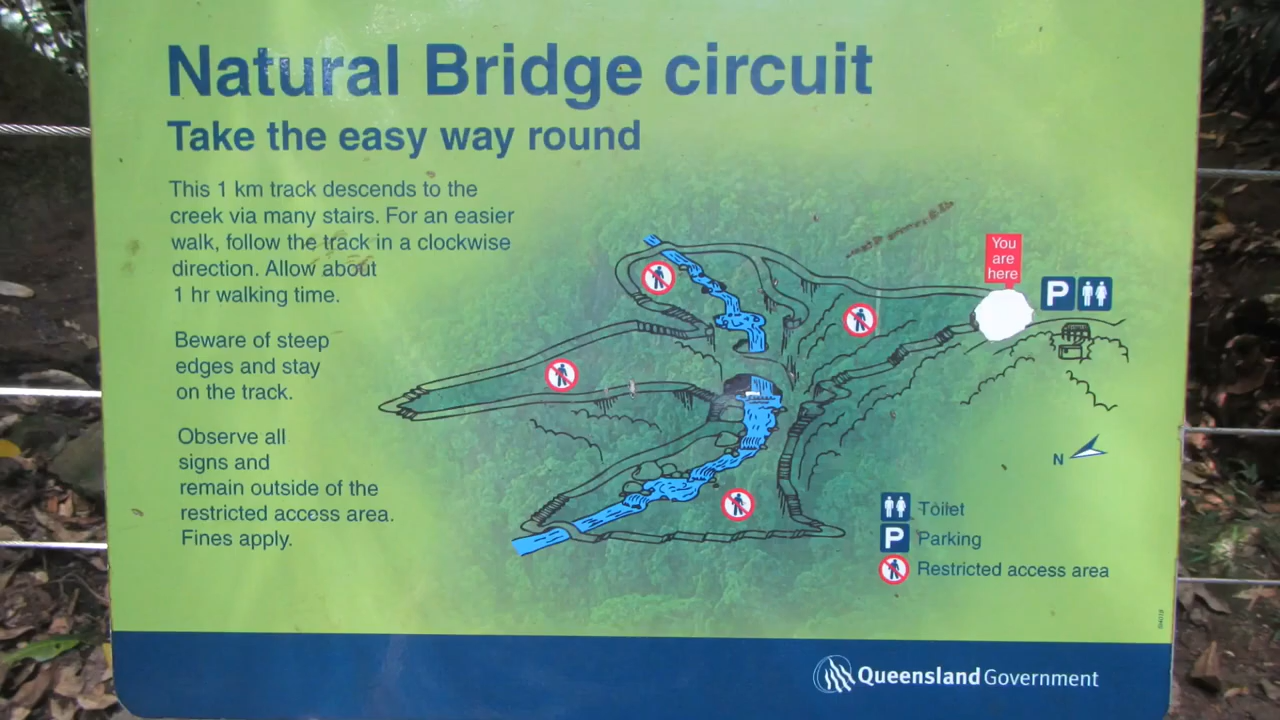 Natural Bridge circuit
Take the easy way round
This 1 km track descends to the
creek via many stairs. For an easier
walk, follow the track in a clockwise
direction. Allow about
1 hr walking time.
Beware of steep
edges and stay
on the track.
Observe all
signs and
remain outside of the
restricted access area.
Fines apply.
You
are
here
P
N
Toilet
P Parking
Restricted access area
Queensland Government